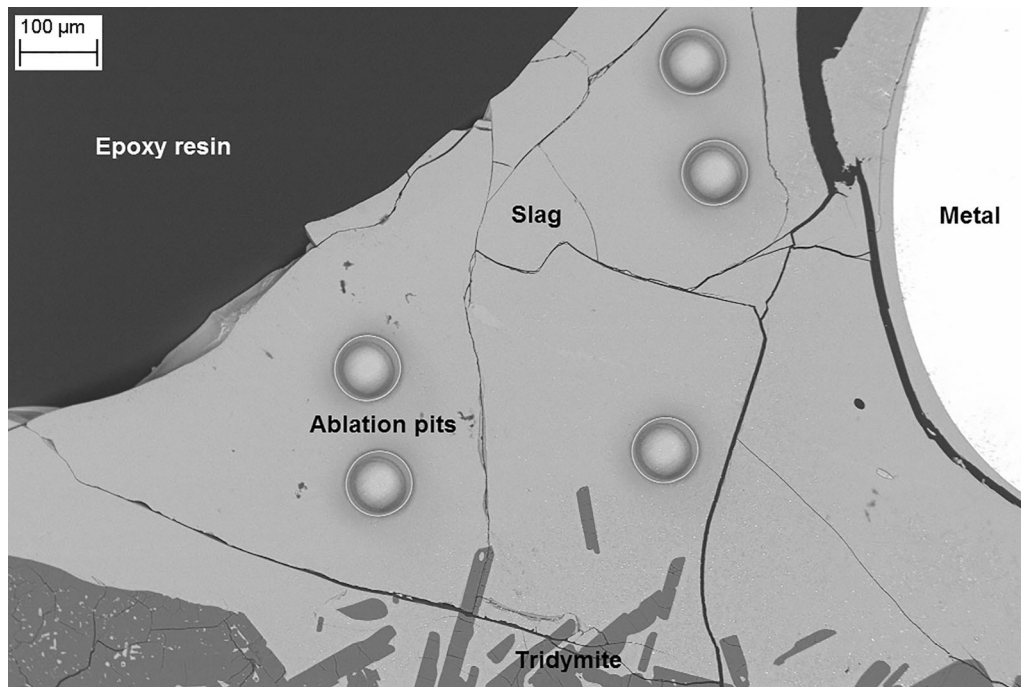 100 µm
Epoxy resin
Slag
Metal
Ablation pits
Tridymite